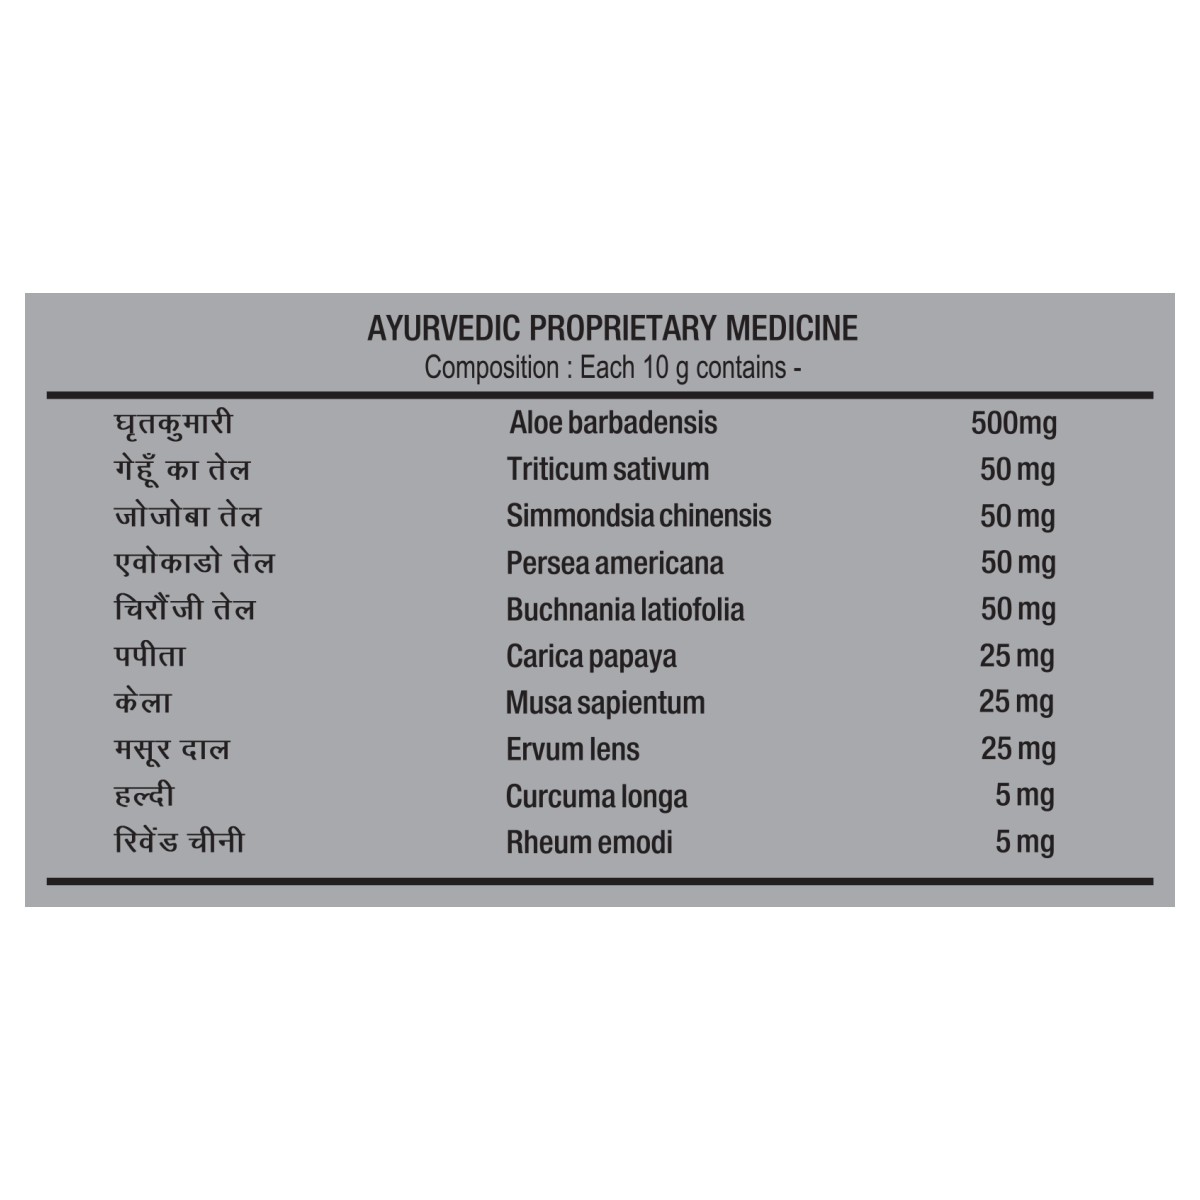 AYURVEDIC PROPRIETARY MEDICINE
Composition : Each 10 g contains -
घृतकुमारी Aloe barbadensis 500mg
गेहूँ का तेल Triticum sativum 50 mg
जोजोबा तेल Simmondsia chinensis 50 mg
एवोकाडो तेल Persea americana 50 mg
चिरौंजी तेल Buchnania latiofolia 50 mg
पपीता Carica papaya 25 mg
केला Musa sapientum 25 mg
मसूर दाल Ervum lens 25 mg
हल्दी Curcuma longa 5 mg
रिवेंड चीनी Rheum emodi 5 mg